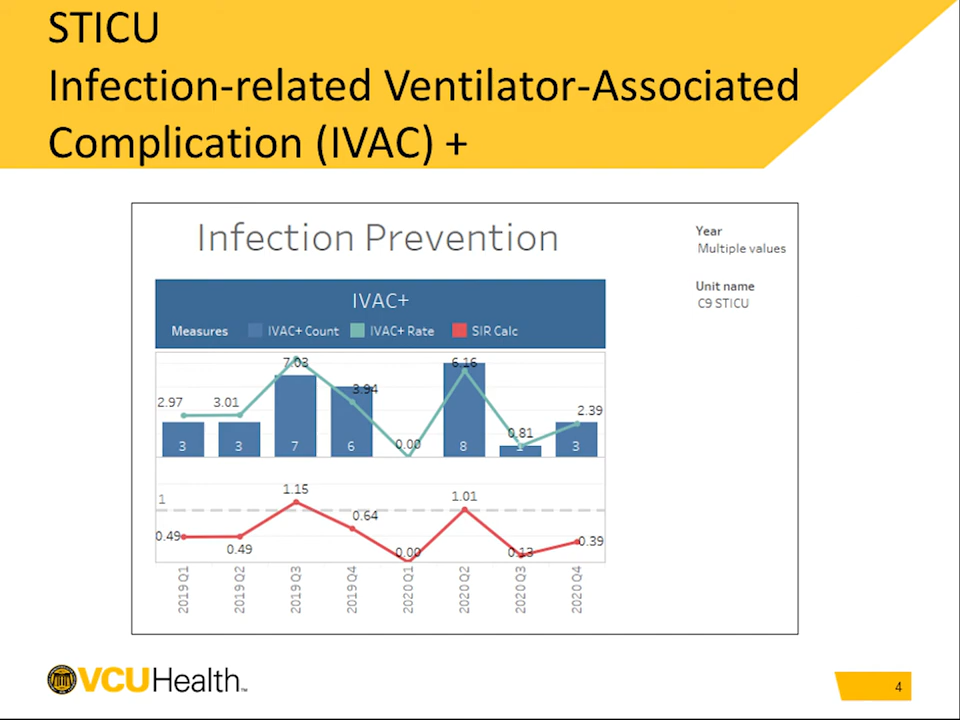 STICU
Infection-related Ventilator-Associated
Complication (IVAC) +
Infection Prevention
Year
Multiple values
Unit name
C9 STICU
IVAC+
Measures IVAC+ Count IVAC+ Rate SIR Calc
2.97 3.01 7.03 3.94 0.00 6.16 0.81 2.39
3 3 7 6 8 1 3
1
0.49 0.49 1.15 0.64 0.00 1.01 0.13 0.39
2019 Q1
2019 Q2
2019 Q3
2019 Q4
2020 Q1
2020 Q2
2020 Q3
2020 Q4
VCUHealth™
4